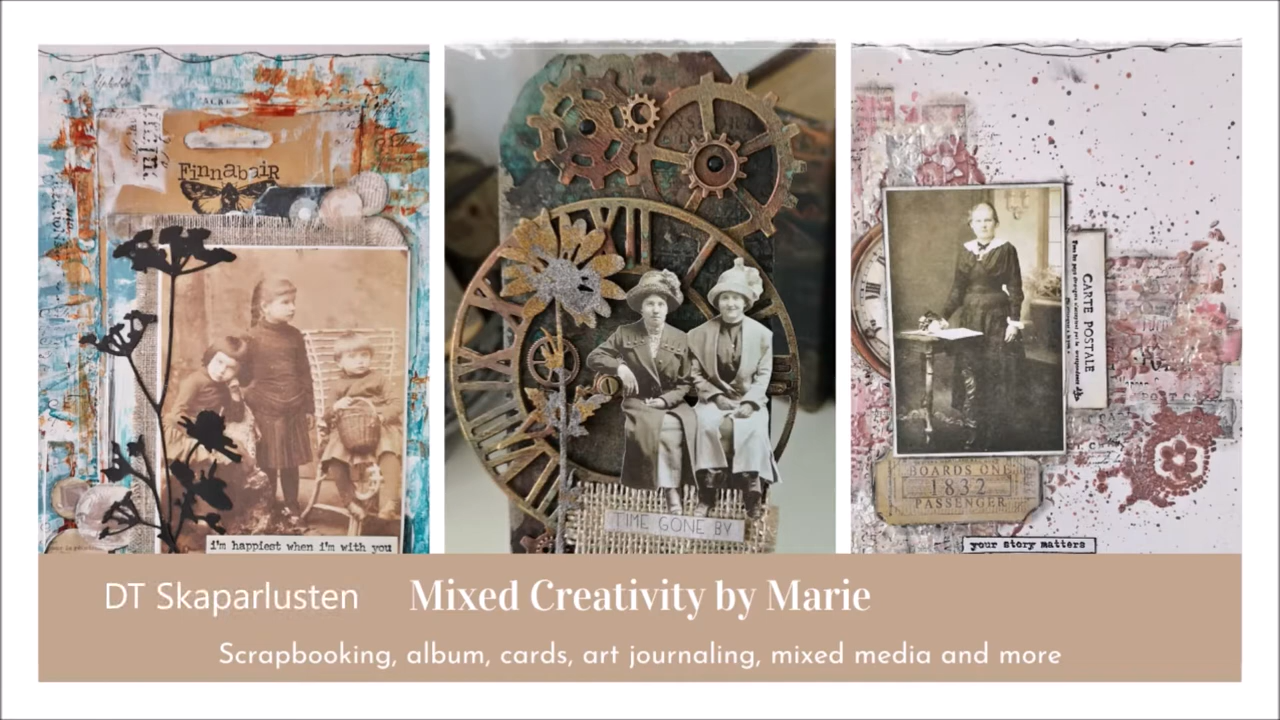 Finnabair
i'm happiest when i'm with you
TIME GONE BY
CARTE POSTALE
BOARDS ONE
1832
PASSENGER
your story matters
DT Skaparlusten
Mixed Creativity by Marie
Scrapbooking, album, cards, art journaling, mixed media and more